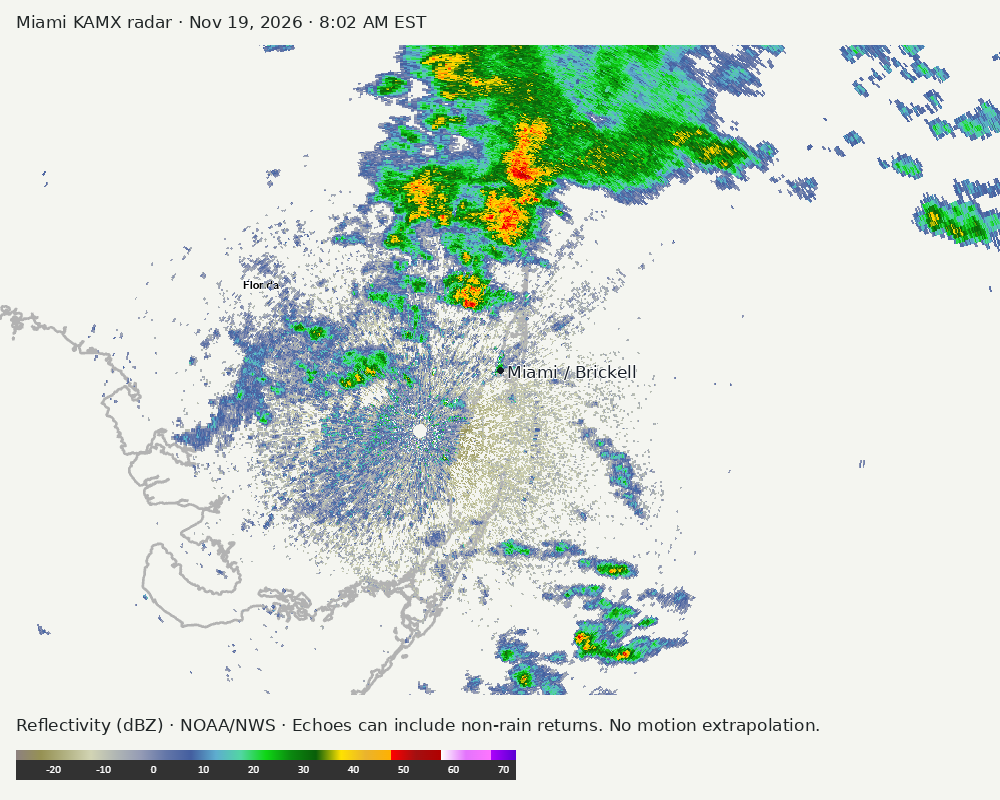 Miami KAMX radar · Nov 19, 2026 · 8:02 AM EST
Florida
Miami / Brickell
Reflectivity (dBZ) · NOAA/NWS · Echoes can include non-rain returns. No motion extrapolation.
-20 -10 0 10 20 30 40 50 60 70